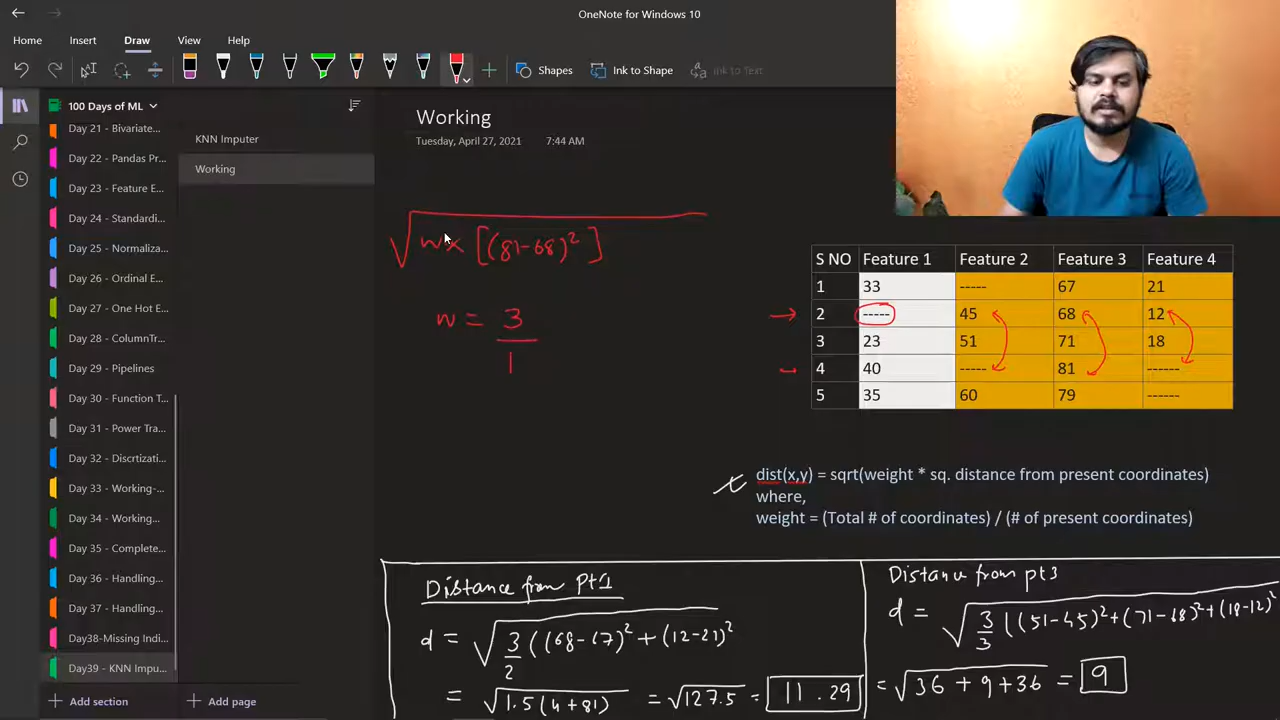 OneNote for Windows 10
Home Insert Draw View Help
Shapes Ink to Shape Ink to Text
100 Days of ML
Day 21 - Bivariate...
Day 22 - Pandas Pr...
Day 23 - Feature E...
Day 24 - Standardi...
Day 25 - Normaliza...
Day 26 - Ordinal E...
Day 27 - One Hot E...
Day 28 - ColumnTr...
Day 29 - Pipelines
Day 30 - Function T...
Day 31 - Power Tra...
Day 32 - Discrtizati...
Day 33 - Working-...
Day 34 - Working...
Day 35 - Complete...
Day 36 - Handling...
Day 37 - Handling...
Day38-Missing Indi...
Day39 - KNN Impu...
Add section
KNN Imputer
Working
Add page
Working
Tuesday, April 27, 2021 7:44 AM
√w x [(81-68)²]
w = 3/1
S NO Feature 1 Feature 2 Feature 3 Feature 4
1 33 ----- 67 21
2 ----- 45 68 12
3 23 51 71 18
4 40 ----- 81 ------
5 35 60 79 ------
dist(x,y) = sqrt(weight * sq. distance from present coordinates)
where,
weight = (Total # of coordinates) / (# of present coordinates)
Distance from Pt1
d = √3/2 ((68-67)² + (12-21)²
= √1.5(4+81) = √127.5 = 11.29
Distance from pt3
d = √3/3 ((51-45)²+(71-68)²+(18-12)²
= √36 + 9 + 36 = 9